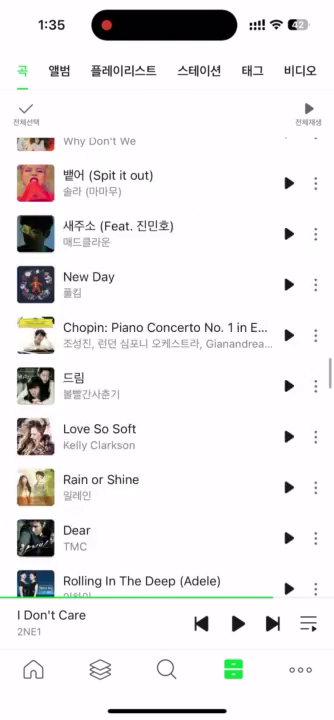 1:35
42
곡 앨범 플레이리스트 스테이션 태그 비디오
전체선택 전체재생
Why Don't We
뱉어 (Spit it out)
솔라 (마마무)
새주소 (Feat. 진민호)
매드클라운
New Day
폴킴
Chopin: Piano Concerto No. 1 in E...
조성진, 런던 심포니 오케스트라, Gianandrea...
드림
볼빨간사춘기
Love So Soft
Kelly Clarkson
Rain or Shine
밀레인
Dear
TMC
Rolling In The Deep (Adele)
I Don't Care
2NE1